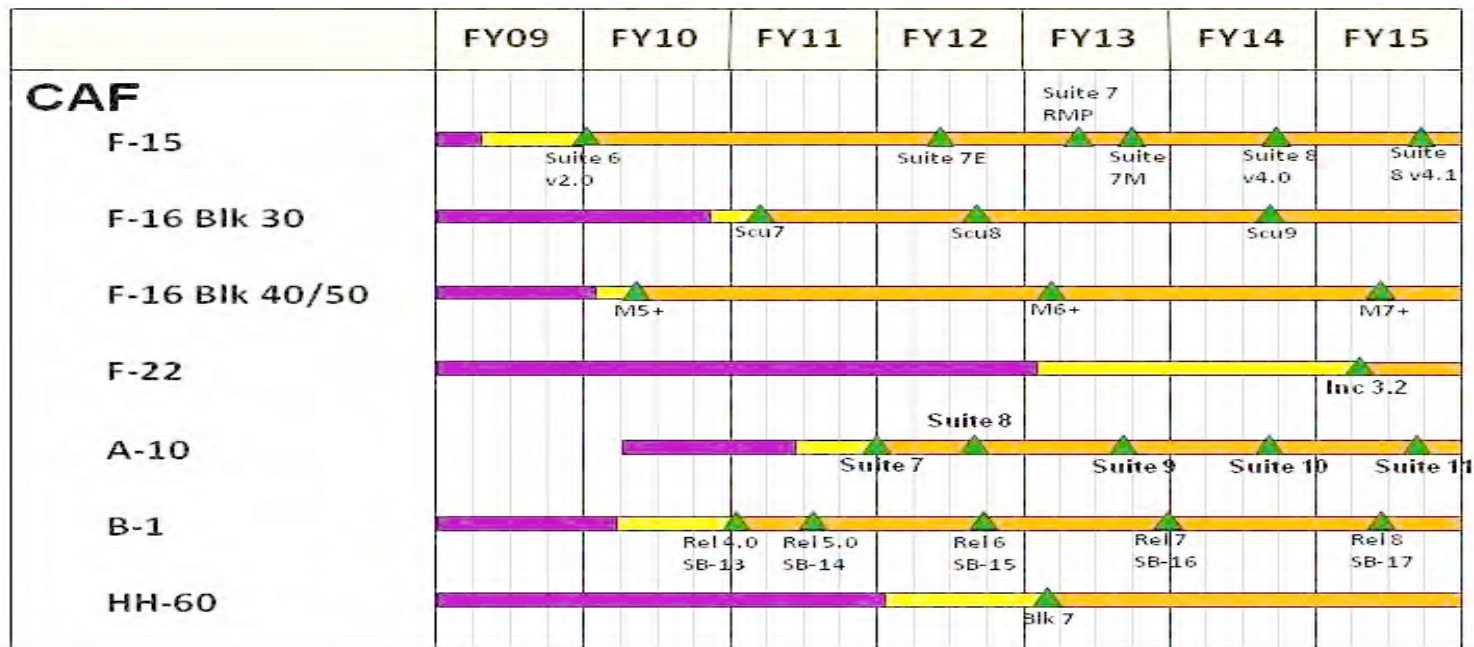 FY09 FY10 FY11 FY12 FY13 FY14 FY15
CAF
Suite 7
RMP
F-15
Suite 6
v2.0
Suite 7E
Suite
7M
Suite 8
v4.0
Suite
8 v4.1
F-16 Blk 30
Scu7
Scu8
Scu9
F-16 Blk 40/50
M5+
M6+
M7+
F-22
Inc 3.2
Suite 8
A-10
Suite 7
Suite 9
Suite 10
Suite 11
B-1
Rel 4.0
SB-13
Rel 5.0
SB-14
Rel 6
SB-15
Rel 7
SB-16
Rel 8
SB-17
HH-60
Blk 7